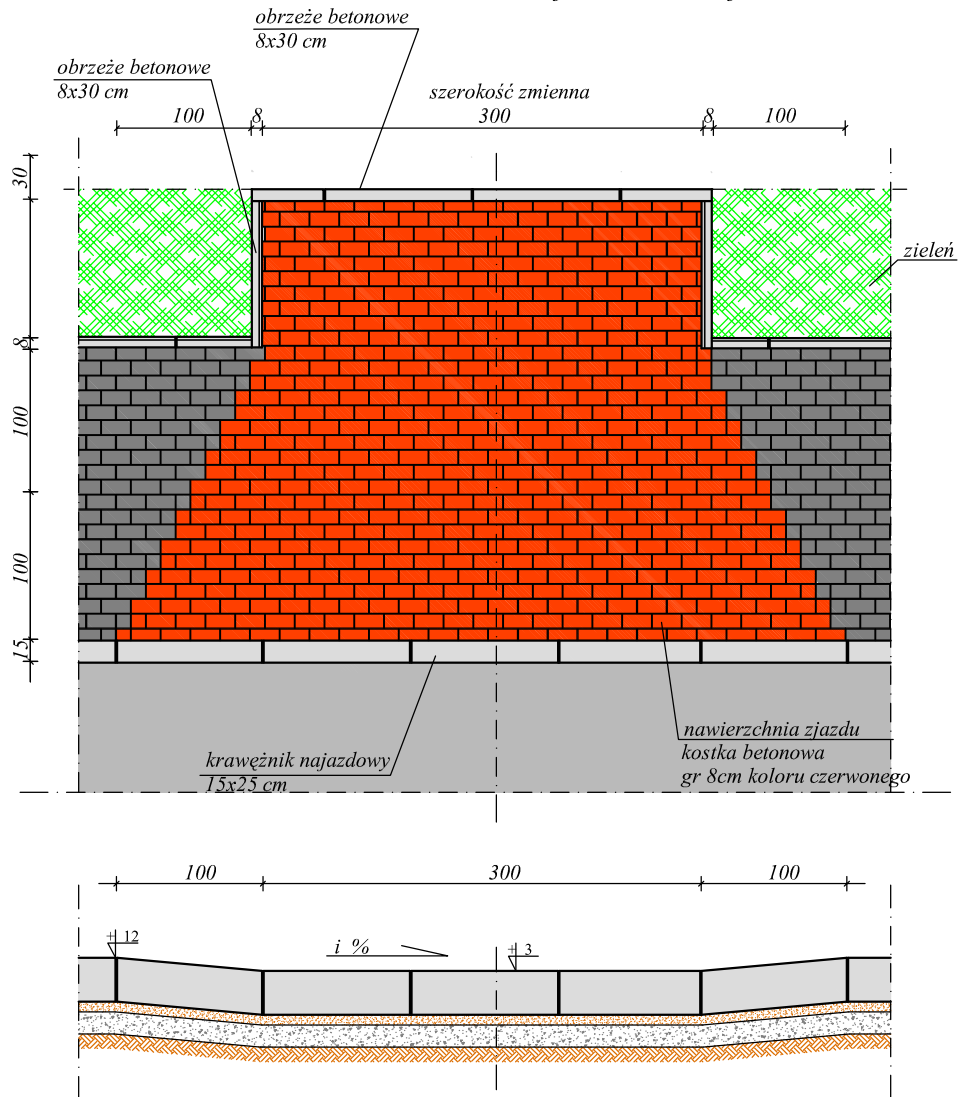 obrzeże betonowe
8x30 cm
obrzeże betonowe
8x30 cm
szerokość zmienna
100 8 300 8 100
30
zieleń
8
100
100
15
nawierzchnia zjazdu
kostka betonowa
gr 8cm koloru czerwonego
krawężnik najazdowy
15x25 cm
100 300 100
+ 12
i %
+ 3